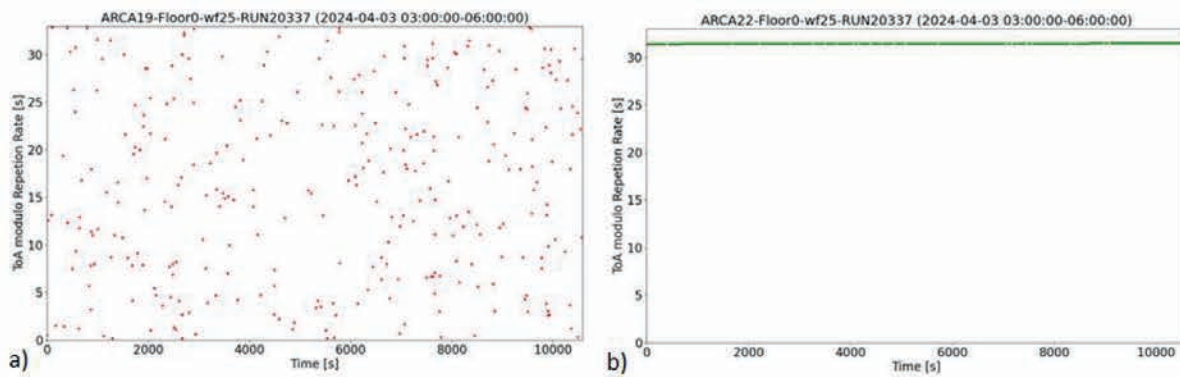 ARCA19-Floor0-wf25-RUN20337 (2024-04-03 03:00:00-06:00:00)
ToA modulo Repetion Rate [s]
30
25
20
15
10
5
0
0 2000 4000 6000 8000 10000
Time [s]
a)
ARCA22-Floor0-wf25-RUN20337 (2024-04-03 03:00:00-06:00:00)
ToA modulo Repetion Rate [s]
30
25
20
15
10
5
0
0 2000 4000 6000 8000 10000
Time [s]
b)